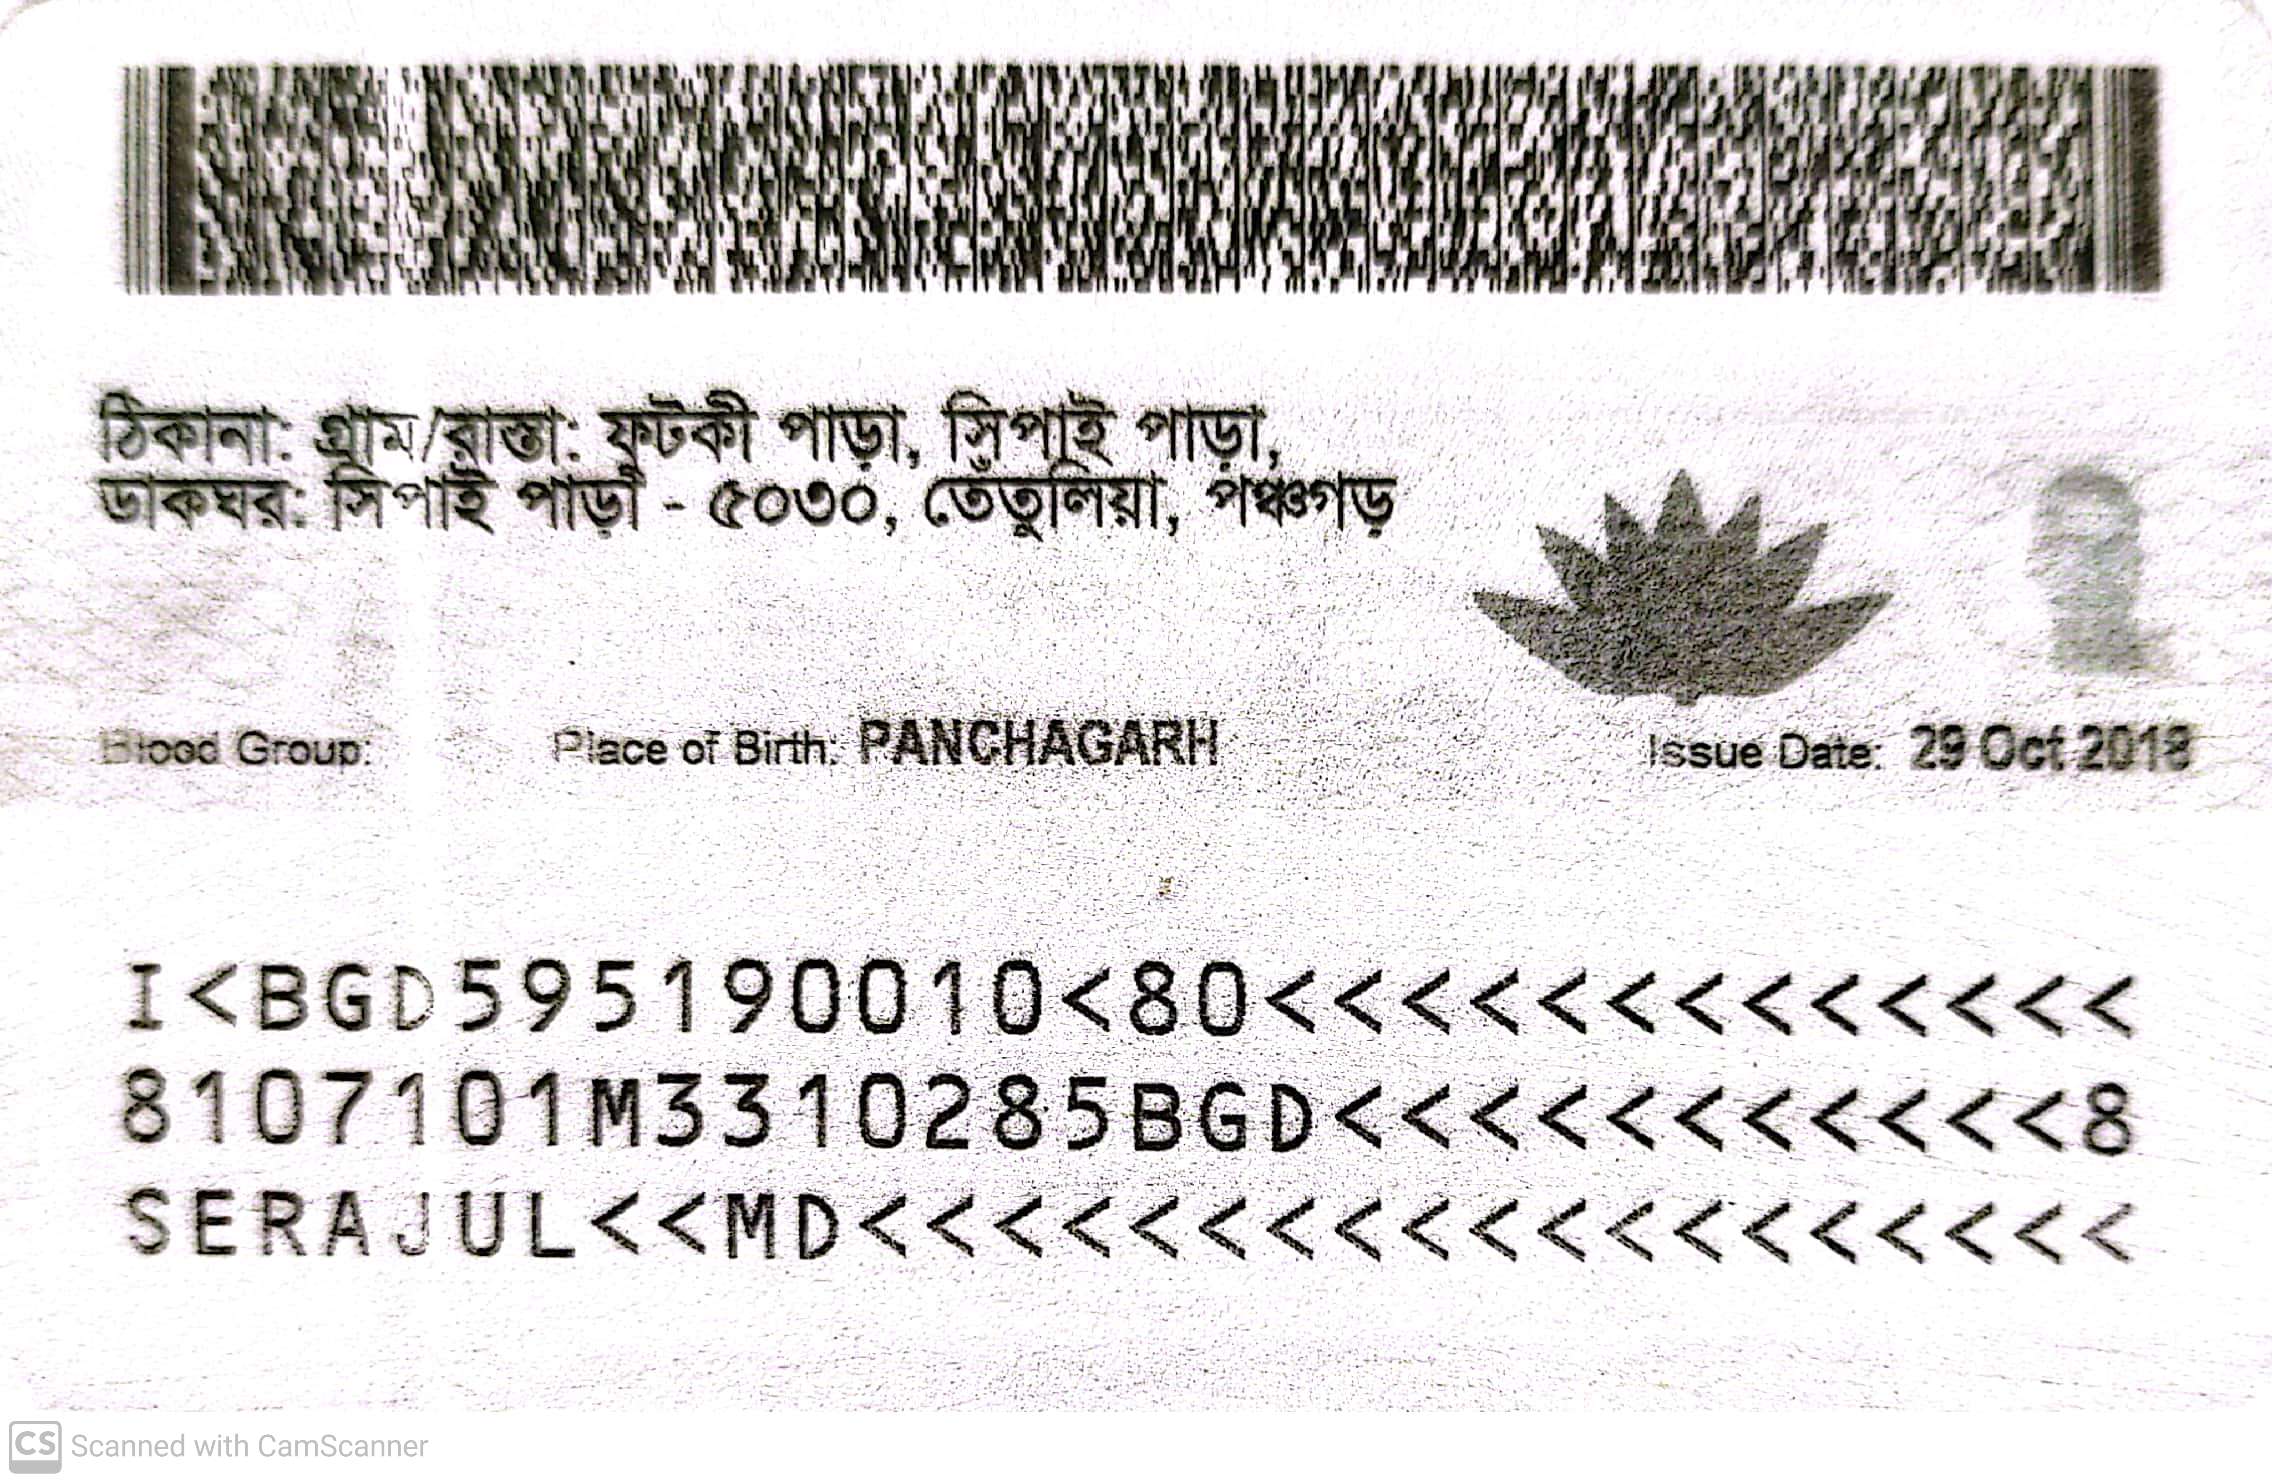 ঠিকানা: গ্রাম/রাস্তা: ফুটকী পাড়া, সিপাই পাড়া,
ডাকঘর: সিপাই পাড়া - ৫০৩০, তেঁতুলিয়া, পঞ্চগড়
Blood Group: Place of Birth: PANCHAGARH Issue Date: 29 Oct 2018
I<BGD595190010<80<<<<<<<<<<<<<
8107101M3310285BGD<<<<<<<<<<<8
SERAJUL<<MD<<<<<<<<<<<<<<<<<<<
CS Scanned with CamScanner